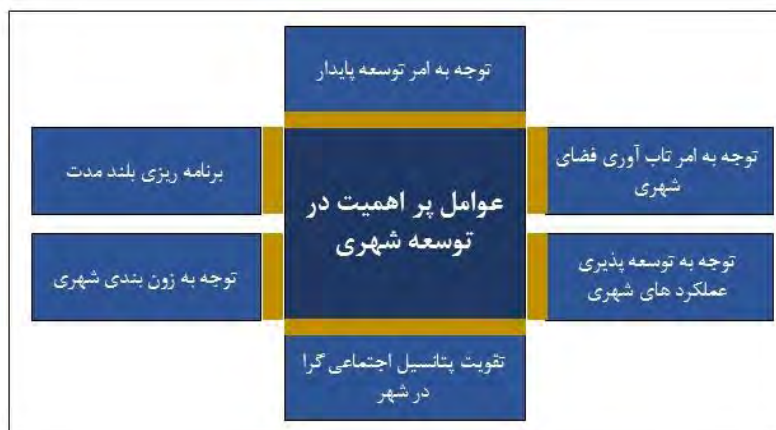 توجه به امر توسعه پایدار
توجه به امر تاب آوری فضای
شهری
برنامه ریزی بلند مدت
عوامل پر اهمیت در
توسعه شهری
توجه به توسعه پذیری
عملکرد های شهری
توجه به زون بندی شهری
تقویت پتانسیل اجتماعی گرا
در شهر